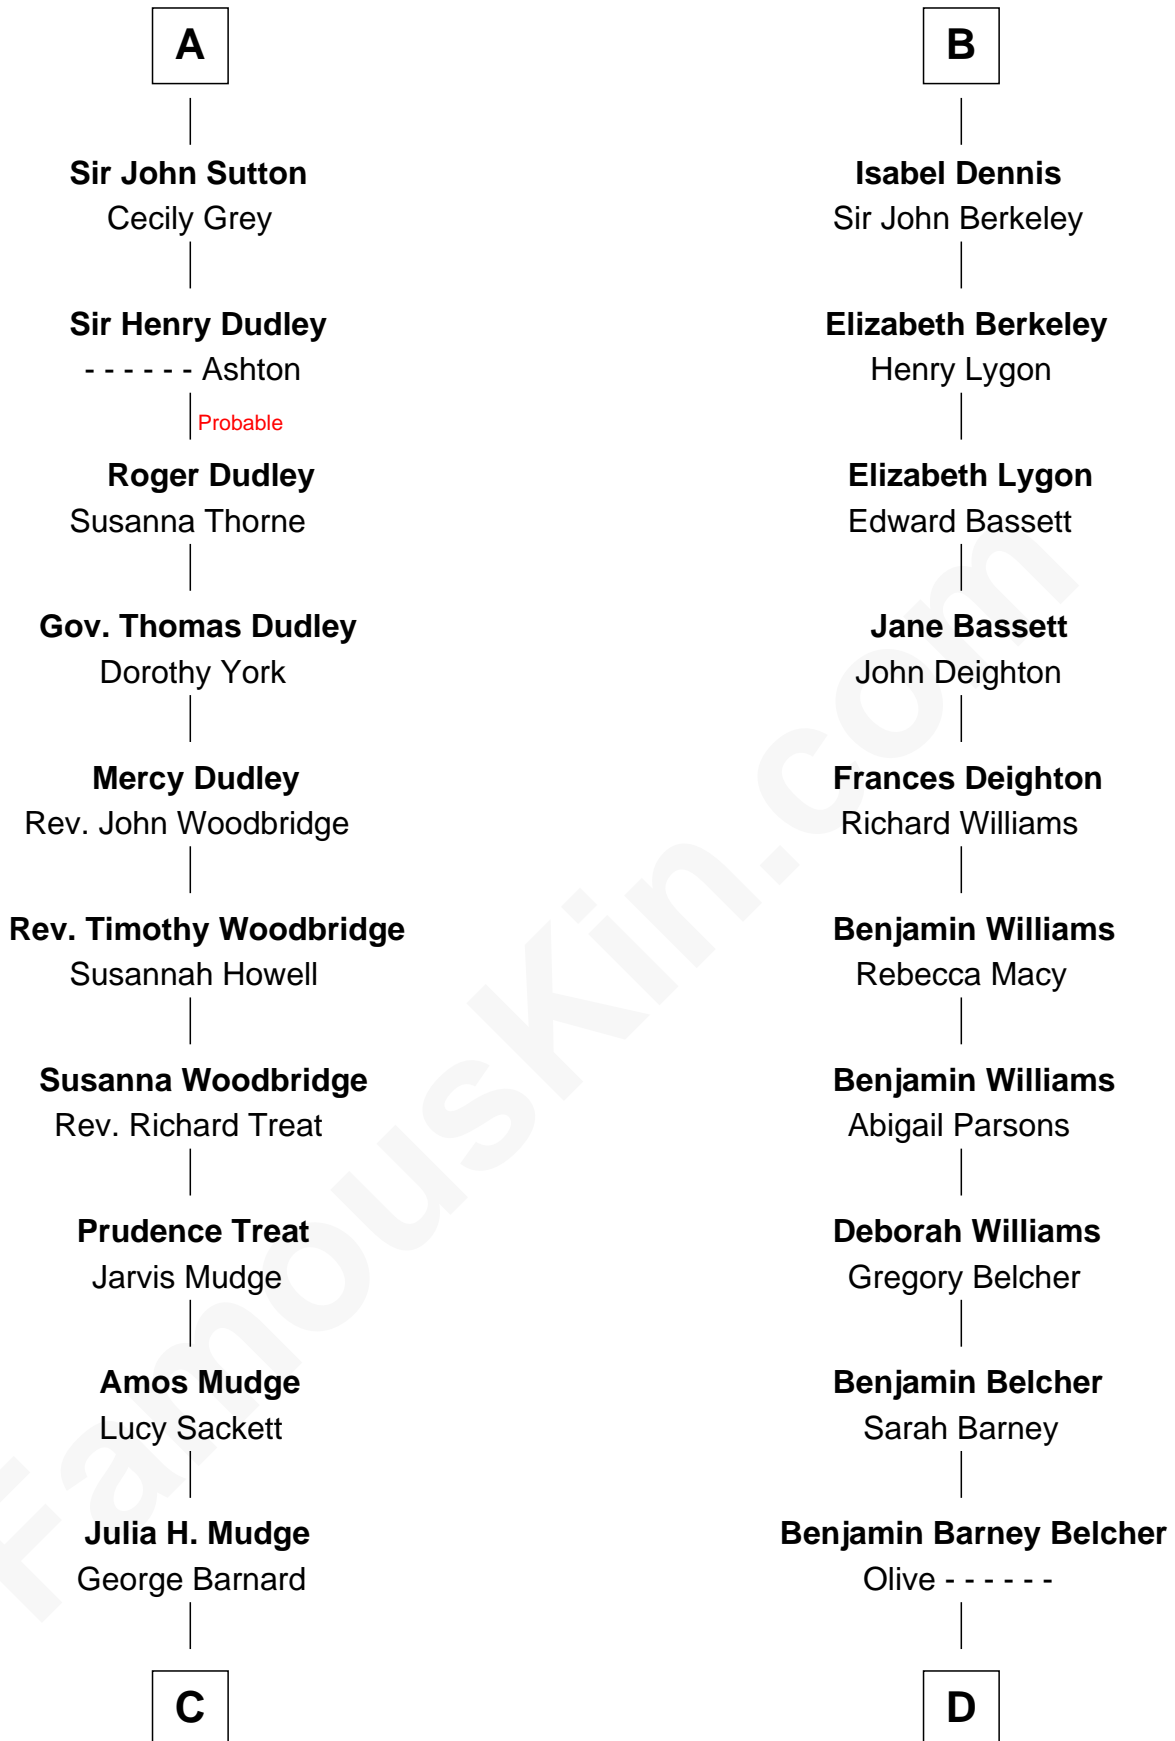 A
Sir John Sutton
Cecily Grey
Sir Henry Dudley
- - - - - - Ashton
Probable
Roger Dudley
Susanna Thorne
Gov. Thomas Dudley
Dorothy York
Mercy Dudley
Rev. John Woodbridge
Rev. Timothy Woodbridge
Susannah Howell
Susanna Woodbridge
Rev. Richard Treat
Prudence Treat
Jarvis Mudge
Amos Mudge
Lucy Sackett
Julia H. Mudge
George Barnard
C
B
Isabel Dennis
Sir John Berkeley
Elizabeth Berkeley
Henry Lygon
Elizabeth Lygon
Edward Bassett
Jane Bassett
John Deighton
Frances Deighton
Richard Williams
Benjamin Williams
Rebecca Macy
Benjamin Williams
Abigail Parsons
Deborah Williams
Gregory Belcher
Benjamin Belcher
Sarah Barney
Benjamin Barney Belcher
Olive - - - - - -
D
FamousKin.com